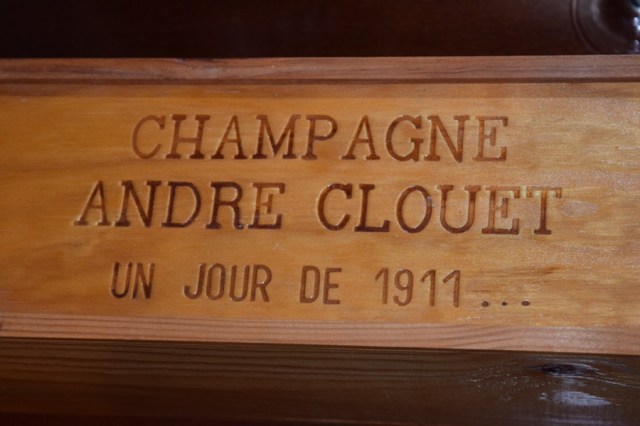 CHAMPAGNE
ANDRE CLOUET
UN JOUR DE 1911...